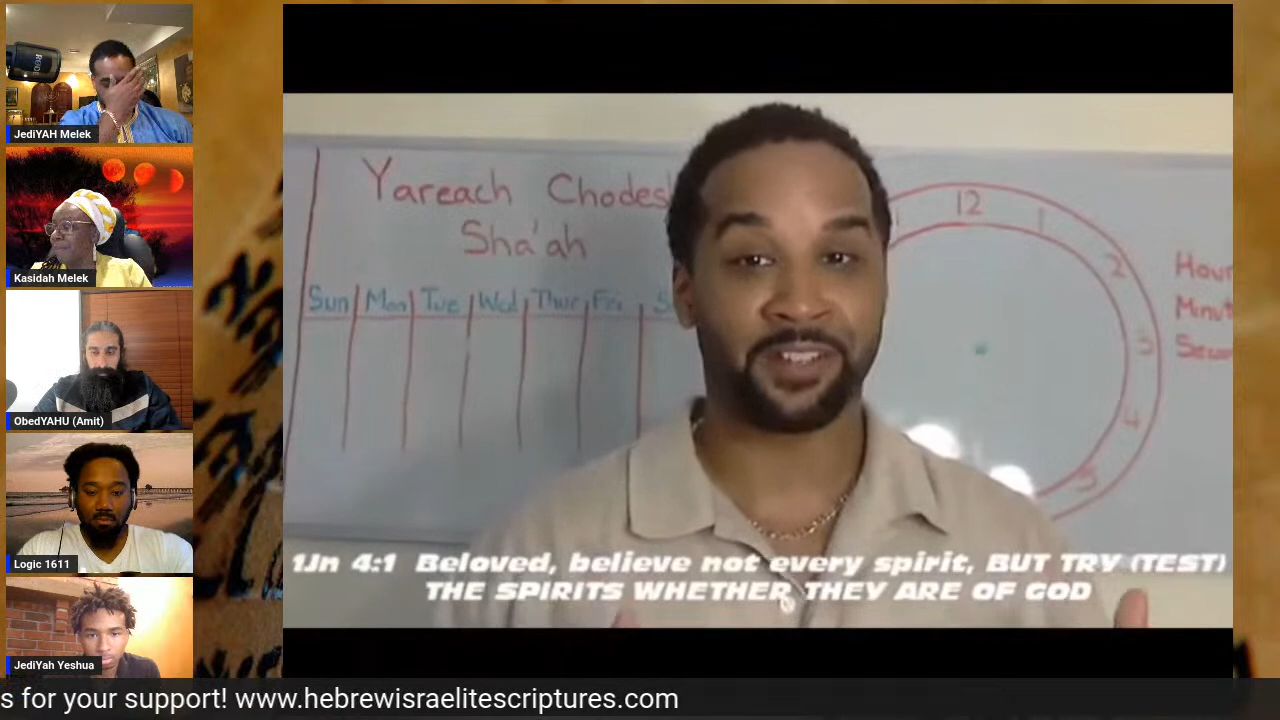 RODE
JediYAH Melek
Kasidah Melek
ObedYAHU (Amit)
Logic 1611
JediYah Yeshua
Yareach Chodes
Sha'ah
Sun Mon Tue Wed Thur Fri S
12
1
2
3
4
5
Hour
Minut
1Jn 4:1 Beloved, believe not every spirit, BUT TRY (TEST)
THE SPIRITS WHETHER THEY ARE OF GOD
s for your support! www.hebrewisraelitescriptures.com